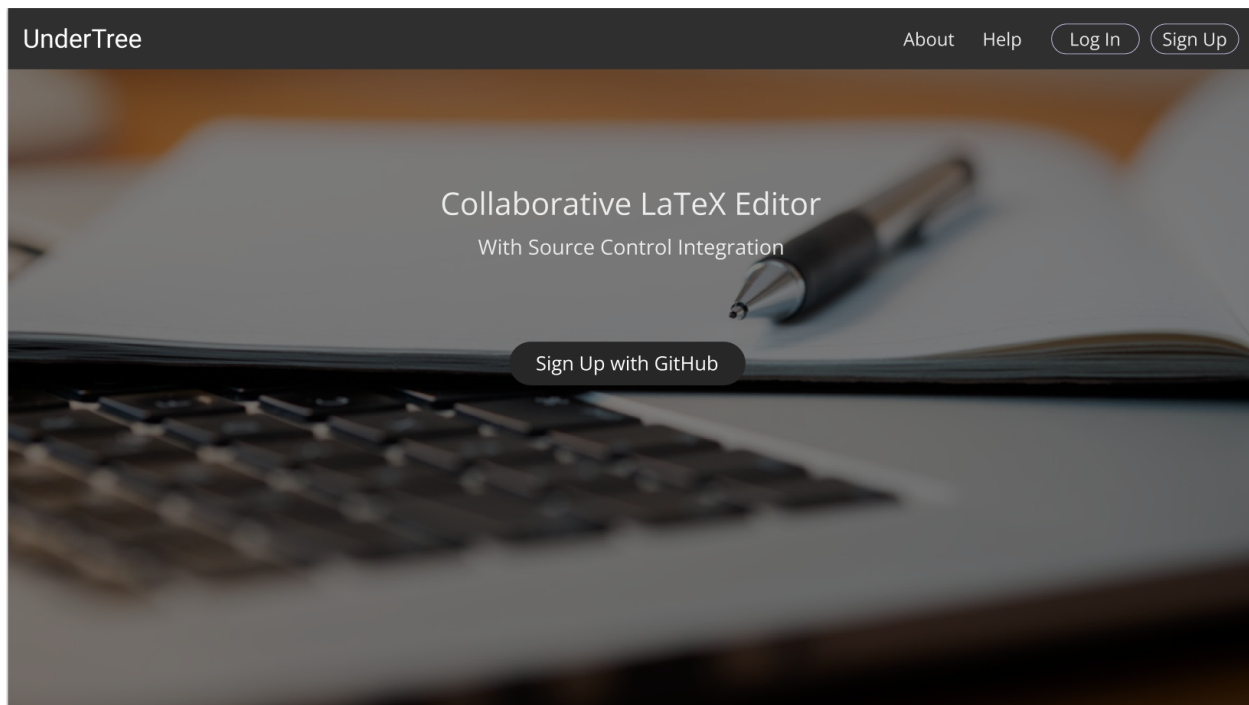 UnderTree About Help Log In Sign Up
Collaborative LaTeX Editor
With Source Control Integration
Sign Up with GitHub